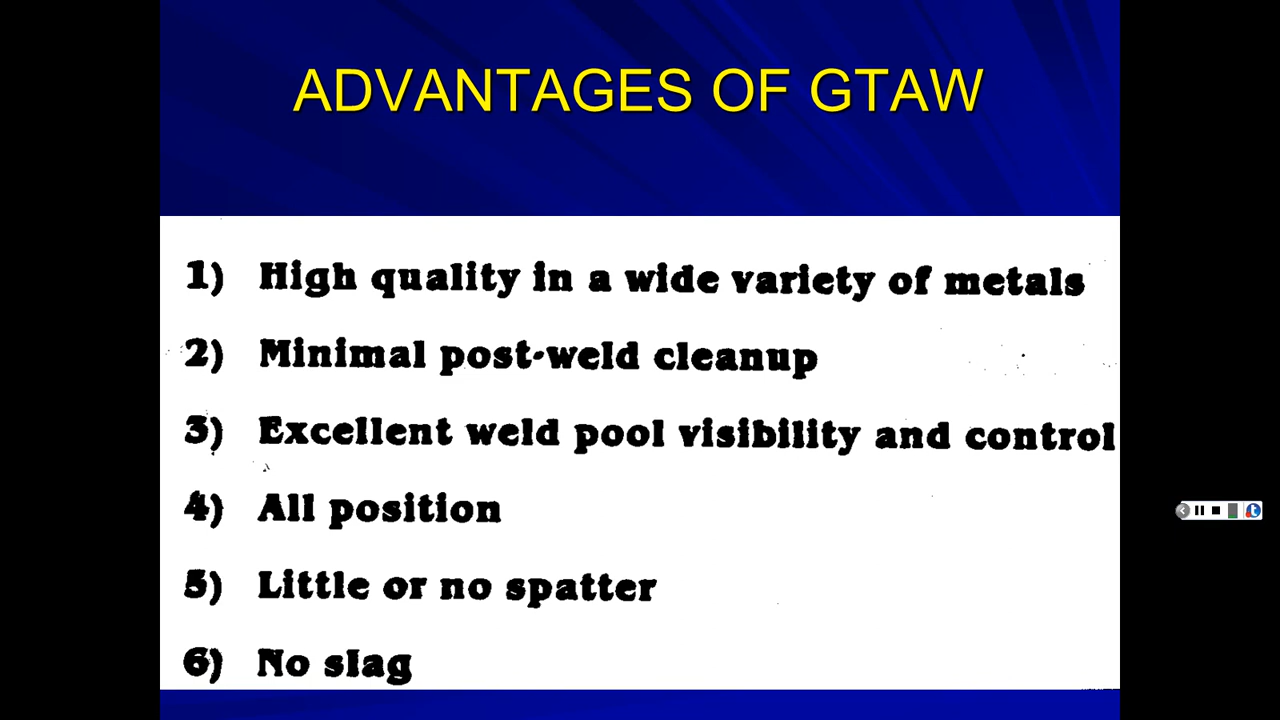 ADVANTAGES OF GTAW
1) High quality in a wide variety of metals
2) Minimal post-weld cleanup
3) Excellent weld pool visibility and control
4) All position
5) Little or no spatter
6) No slag